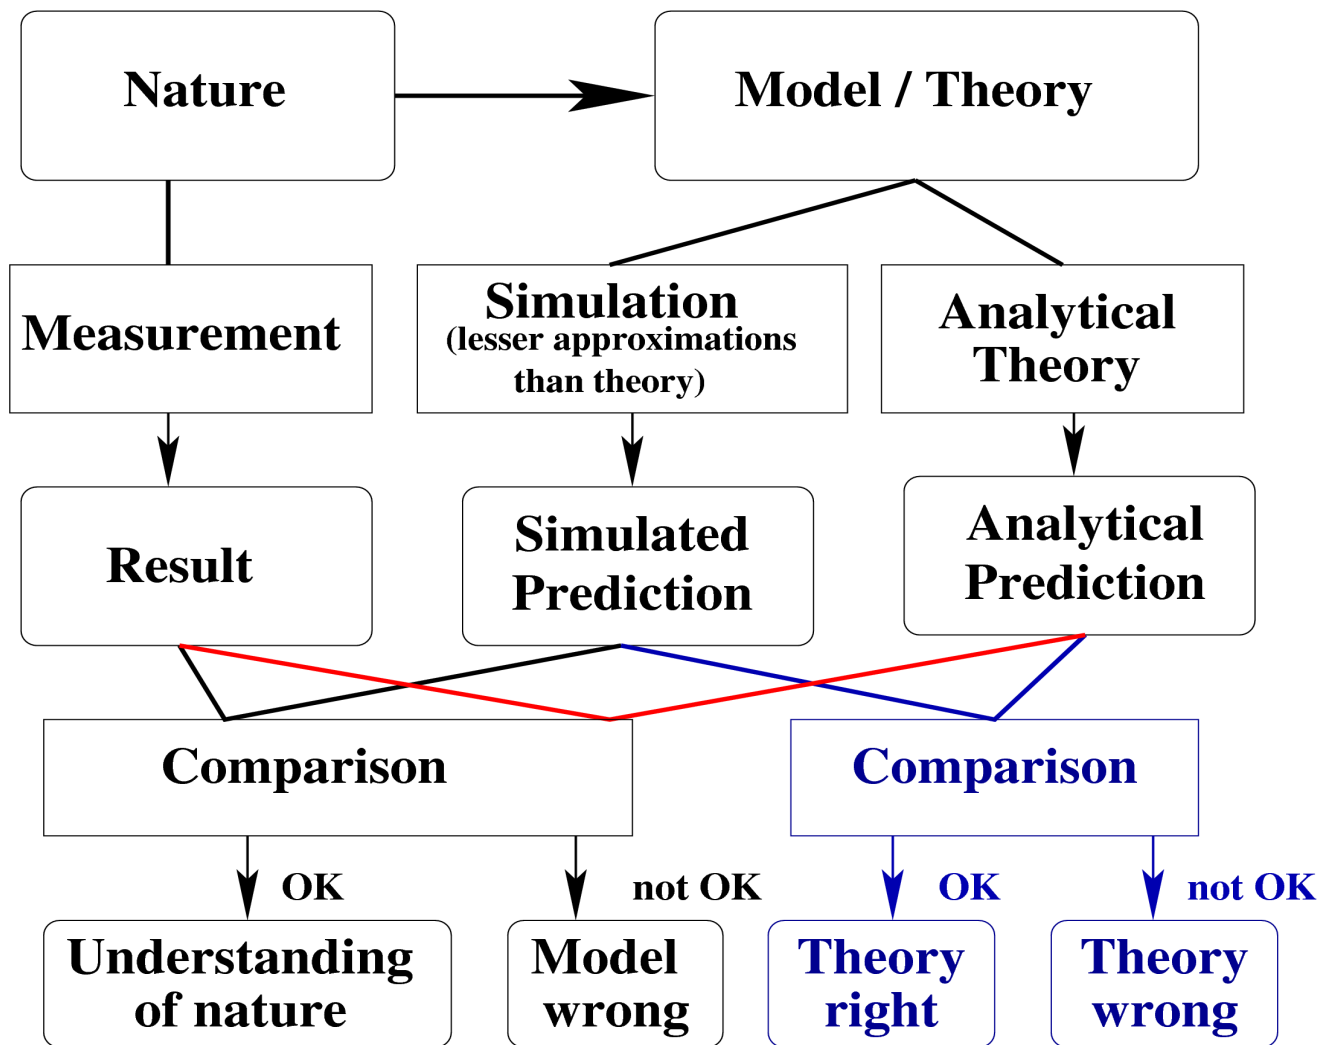 Nature
Model / Theory
Measurement
Simulation
(lesser approximations
than theory)
Analytical
Theory
Result
Simulated
Prediction
Analytical
Prediction
Comparison
Comparison
OK
not OK
OK
not OK
Understanding
of nature
Model
wrong
Theory
right
Theory
wrong